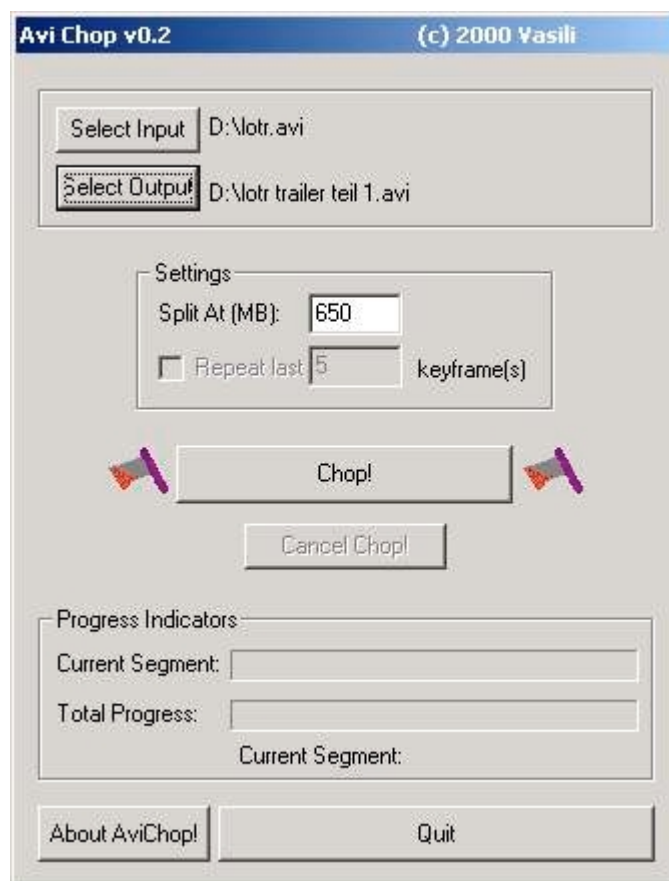 Avi Chop v0.2 (c) 2000 Vasili
Select Input D:\lotr.avi
Select Output D:\lotr trailer teil 1.avi
Settings
Split At (MB): 650
Repeat last 5 keyframe(s)
Chop!
Cancel Chop!
Progress Indicators
Current Segment:
Total Progress:
Current Segment:
About AviChop! Quit